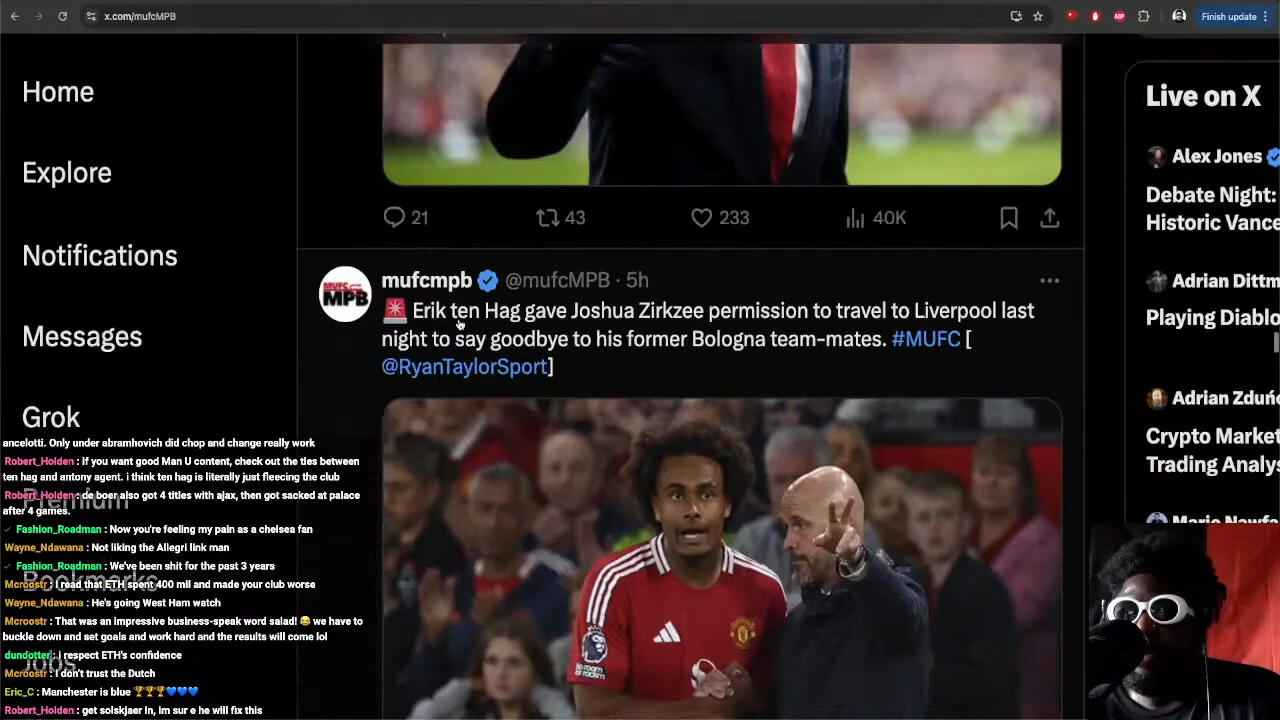 x.com/mufcMPB
Finish update
Home
Explore
Notifications
Messages
Grok
Premium
Bookmarks
Jobs
21
43
233
40K
mufcmpb @mufcMPB · 5h
Erik ten Hag gave Joshua Zirkzee permission to travel to Liverpool last
night to say goodbye to his former Bologna team-mates. #MUFC [
@RyanTaylorSport]
MUFC
MPB
Live on X
Alex Jones
Debate Night:
Historic Vance
Adrian Dittm
Playing Diablo
Adrian Zduńc
Crypto Market
Trading Analys
Mario Nawfa
ancelotti. Only under abramhovich did chop and change really work
Robert_Holden : If you want good Man U content, check out the ties between
ten hag and antony agent. i think ten hag is literally just fleecing the club
Robert_Holden : de boer also got 4 titles with ajax, then got sacked at palace
after 4 games.
Fashion_Roadman : Now you're feeling my pain as a chelsea fan
Wayne_Ndawana : Not liking the Allegri link man
Fashion_Roadman : We've been shit for the past 3 years
Mcroostr : I read that ETH spent 400 mil and made your club worse
Wayne_Ndawana : He's going West Ham watch
Mcroostr : That was an impressive business-speak word salad! 😂 we have to
buckle down and set goals and work hard and the results will come lol
dundotter : i respect ETH's confidence
Mcroostr : I don't trust the Dutch
Eric_C : Manchester is blue 🏆🏆🏆💙💙💙
Robert_Holden : get solskjaer in, im sur e he will fix this